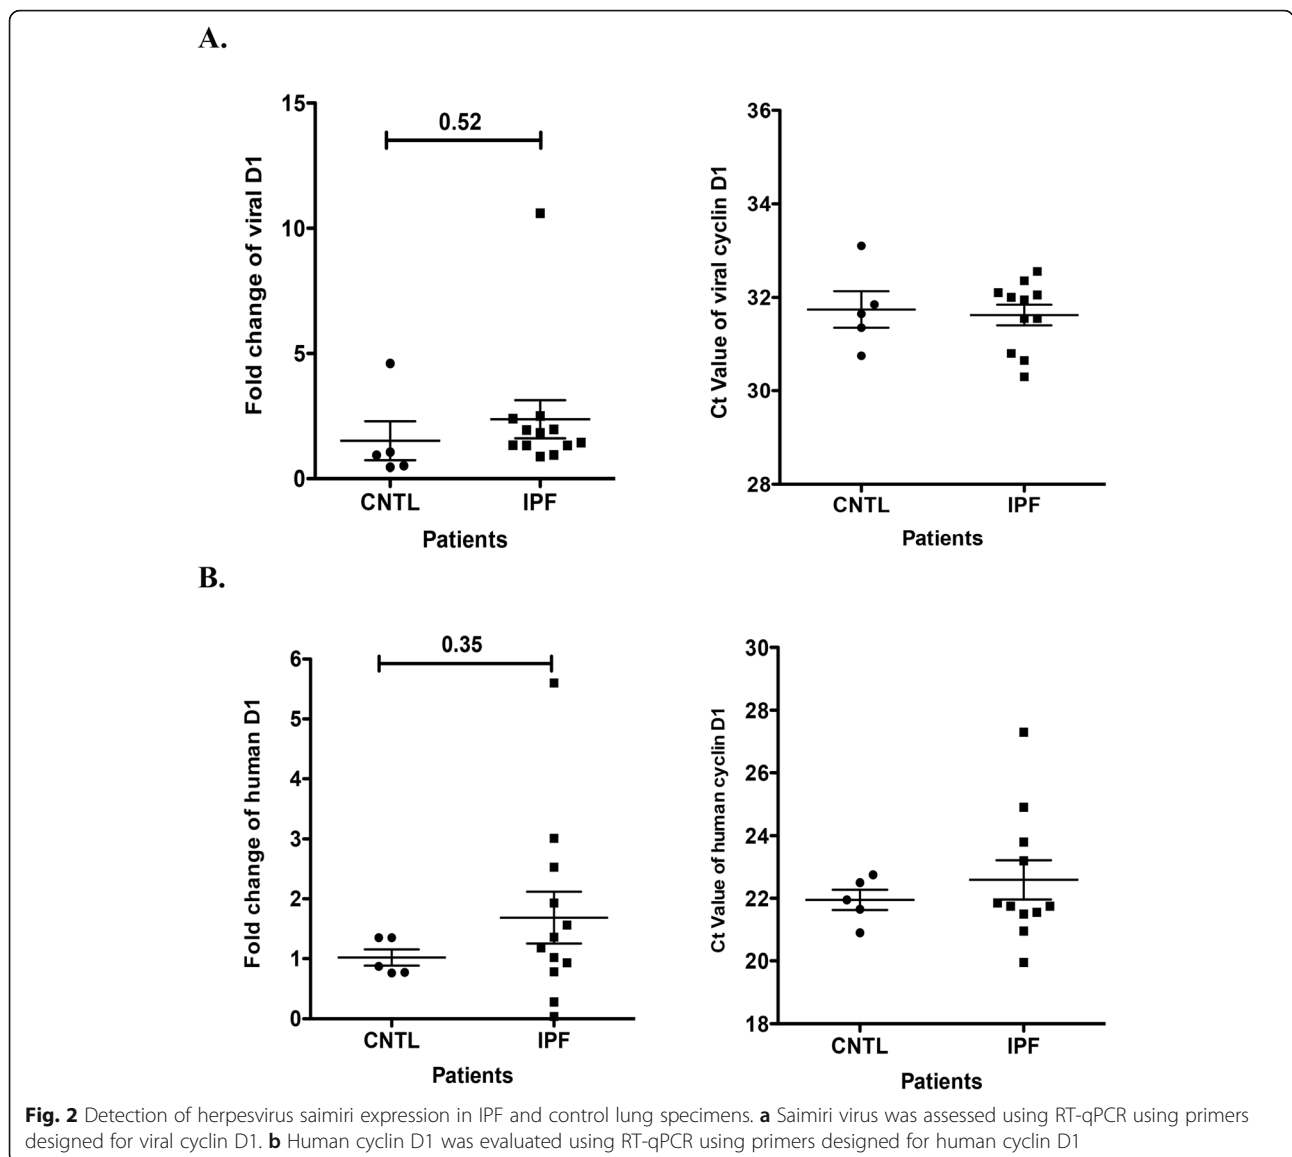 A.
15
10
5
0
Fold change of viral D1
0.52
CNTL
IPF
Patients
36
34
32
30
28
Ct Value of viral cyclin D1
CNTL
IPF
Patients
B.
6
5
4
3
2
1
0
Fold change of human D1
0.35
CNTL
IPF
Patients
30
28
26
24
22
20
18
Ct Value of human cyclin D1
CNTL
IPF
Patients
Fig. 2 Detection of herpesvirus saimiri expression in IPF and control lung specimens. a Saimiri virus was assessed using RT-qPCR using primers
designed for viral cyclin D1. b Human cyclin D1 was evaluated using RT-qPCR using primers designed for human cyclin D1